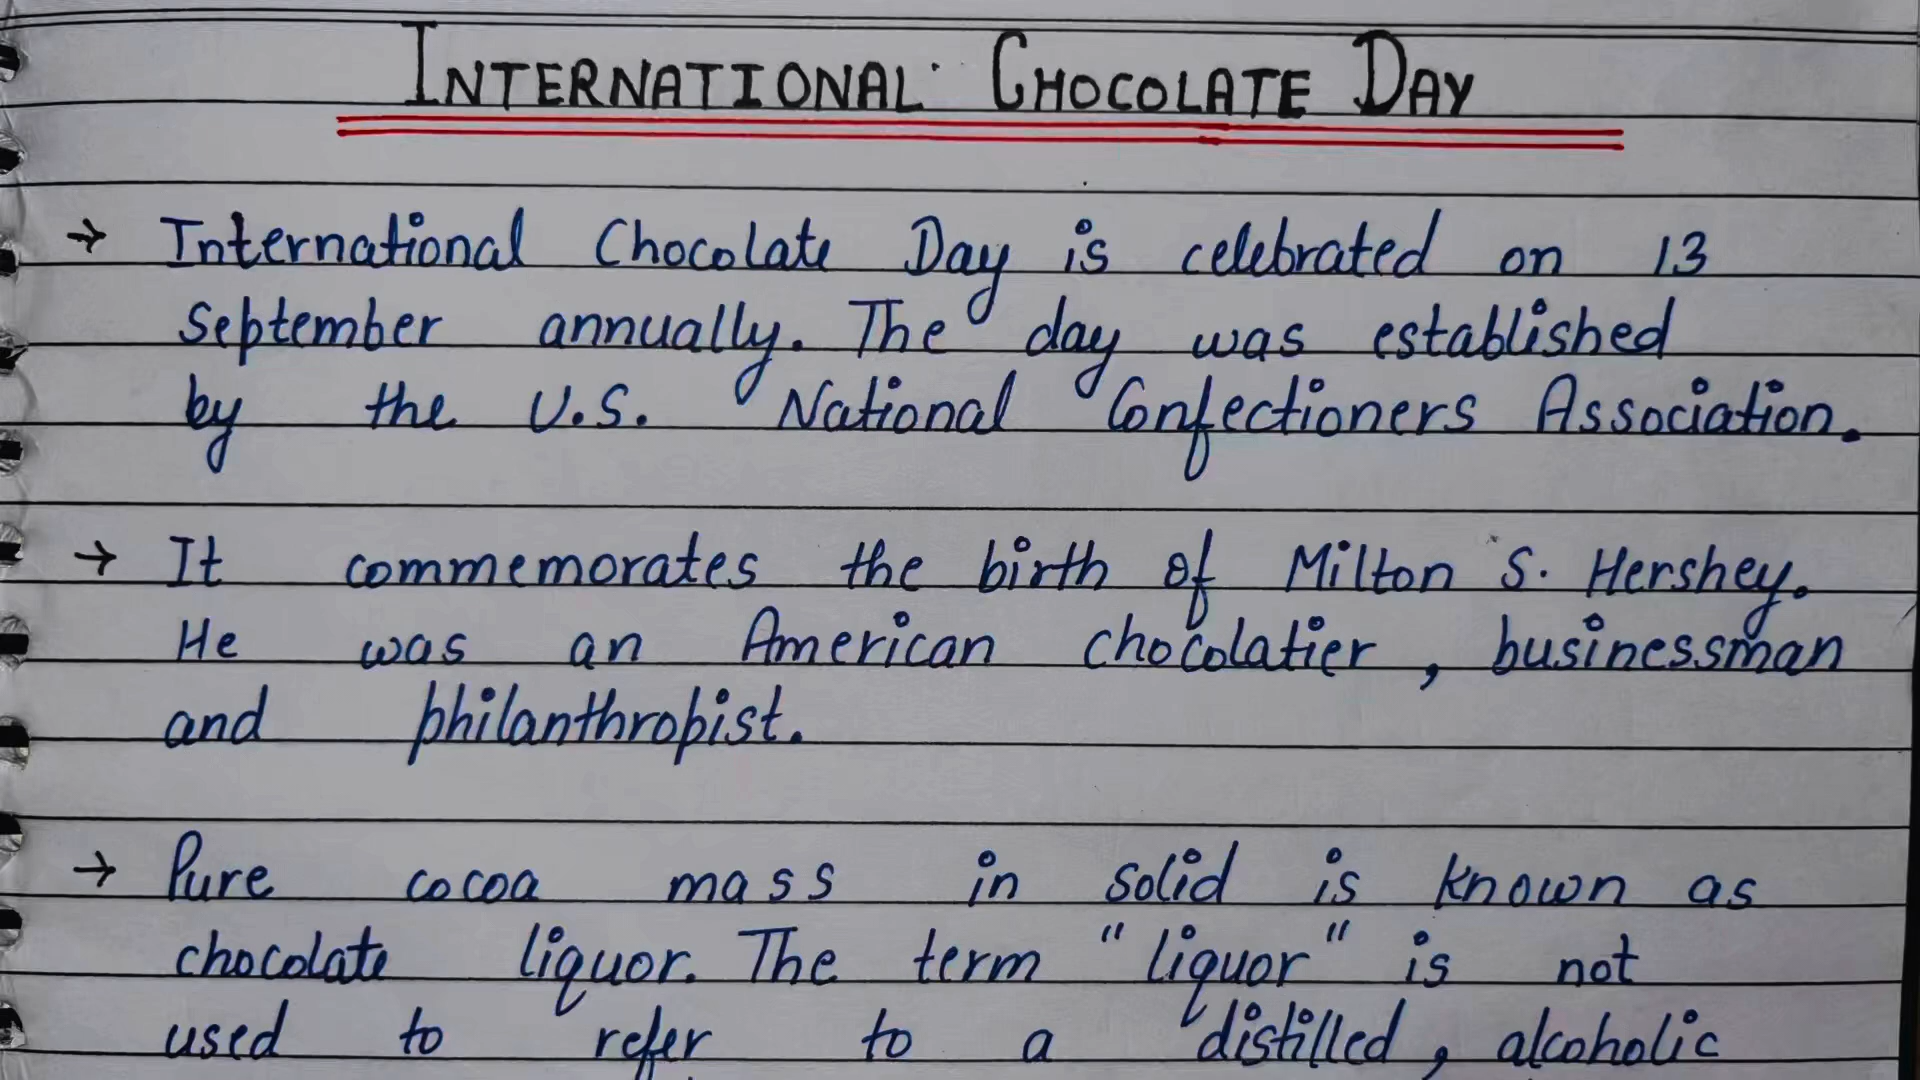 INTERNATIONAL CHOCOLATE DAY
→ International Chocolate Day is celebrated on 13
September annually. The day was established
by the U.S. National Confectioners Association.
→ It commemorates the birth of Milton S. Hershey.
He was an American chocolatier, businessman
and philanthropist.
→ Pure cocoa mass in solid is known as
chocolate liquor. The term "liquor" is not
used to refer to a distilled, alcoholic